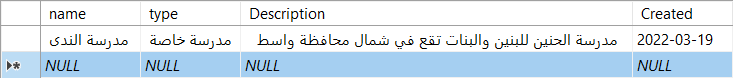 name type Description Created
مدرسة الندى مدرسة خاصة مدرسة الحنين للبنين والبنات تقع في شمال محافظة واسط 2022-03-19
NULL NULL NULL NULL